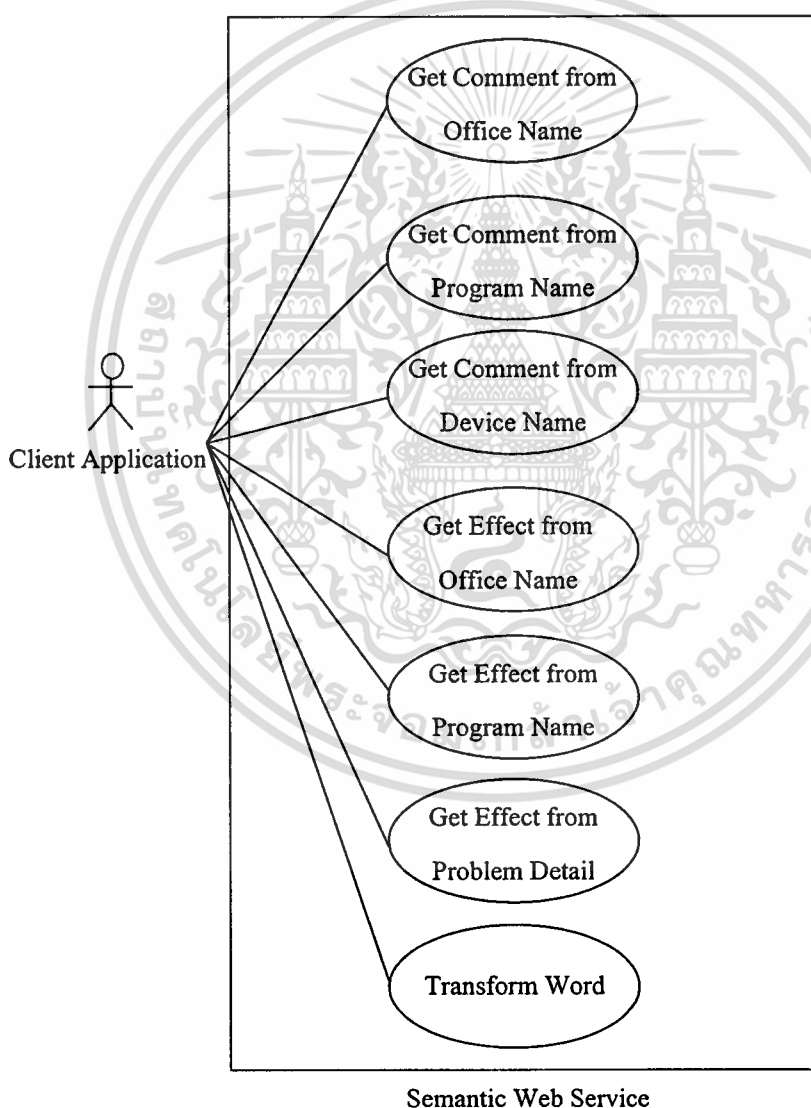 Get Comment from
Office Name
Get Comment from
Program Name
Get Comment from
Device Name
Client Application
Get Effect from
Office Name
Get Effect from
Program Name
Get Effect from
Problem Detail
Transform Word
Semantic Web Service